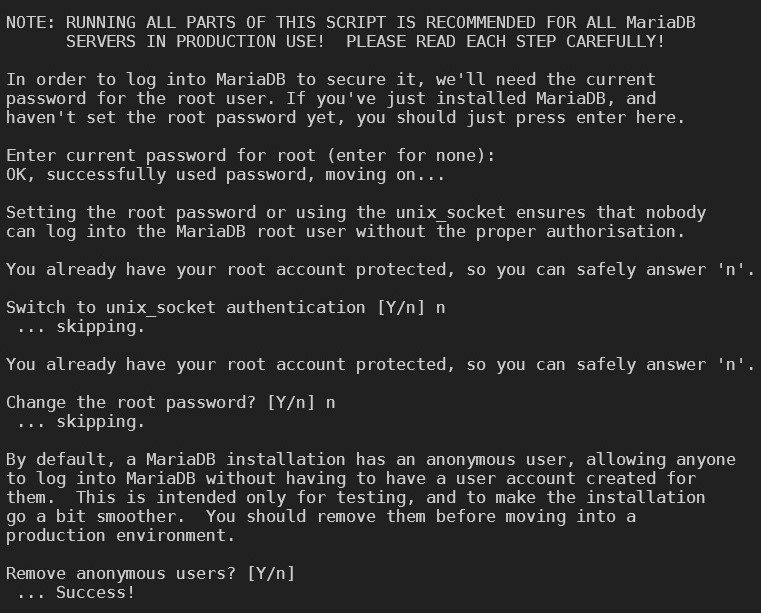 NOTE: RUNNING ALL PARTS OF THIS SCRIPT IS RECOMMENDED FOR ALL MariaDB
      SERVERS IN PRODUCTION USE!  PLEASE READ EACH STEP CAREFULLY!

In order to log into MariaDB to secure it, we'll need the current
password for the root user. If you've just installed MariaDB, and
haven't set the root password yet, you should just press enter here.

Enter current password for root (enter for none):
OK, successfully used password, moving on...

Setting the root password or using the unix_socket ensures that nobody
can log into the MariaDB root user without the proper authorisation.

You already have your root account protected, so you can safely answer 'n'.

Switch to unix_socket authentication [Y/n] n
 ... skipping.

You already have your root account protected, so you can safely answer 'n'.

Change the root password? [Y/n] n
 ... skipping.

By default, a MariaDB installation has an anonymous user, allowing anyone
to log into MariaDB without having to have a user account created for
them.  This is intended only for testing, and to make the installation
go a bit smoother.  You should remove them before moving into a
production environment.

Remove anonymous users? [Y/n]
 ... Success!